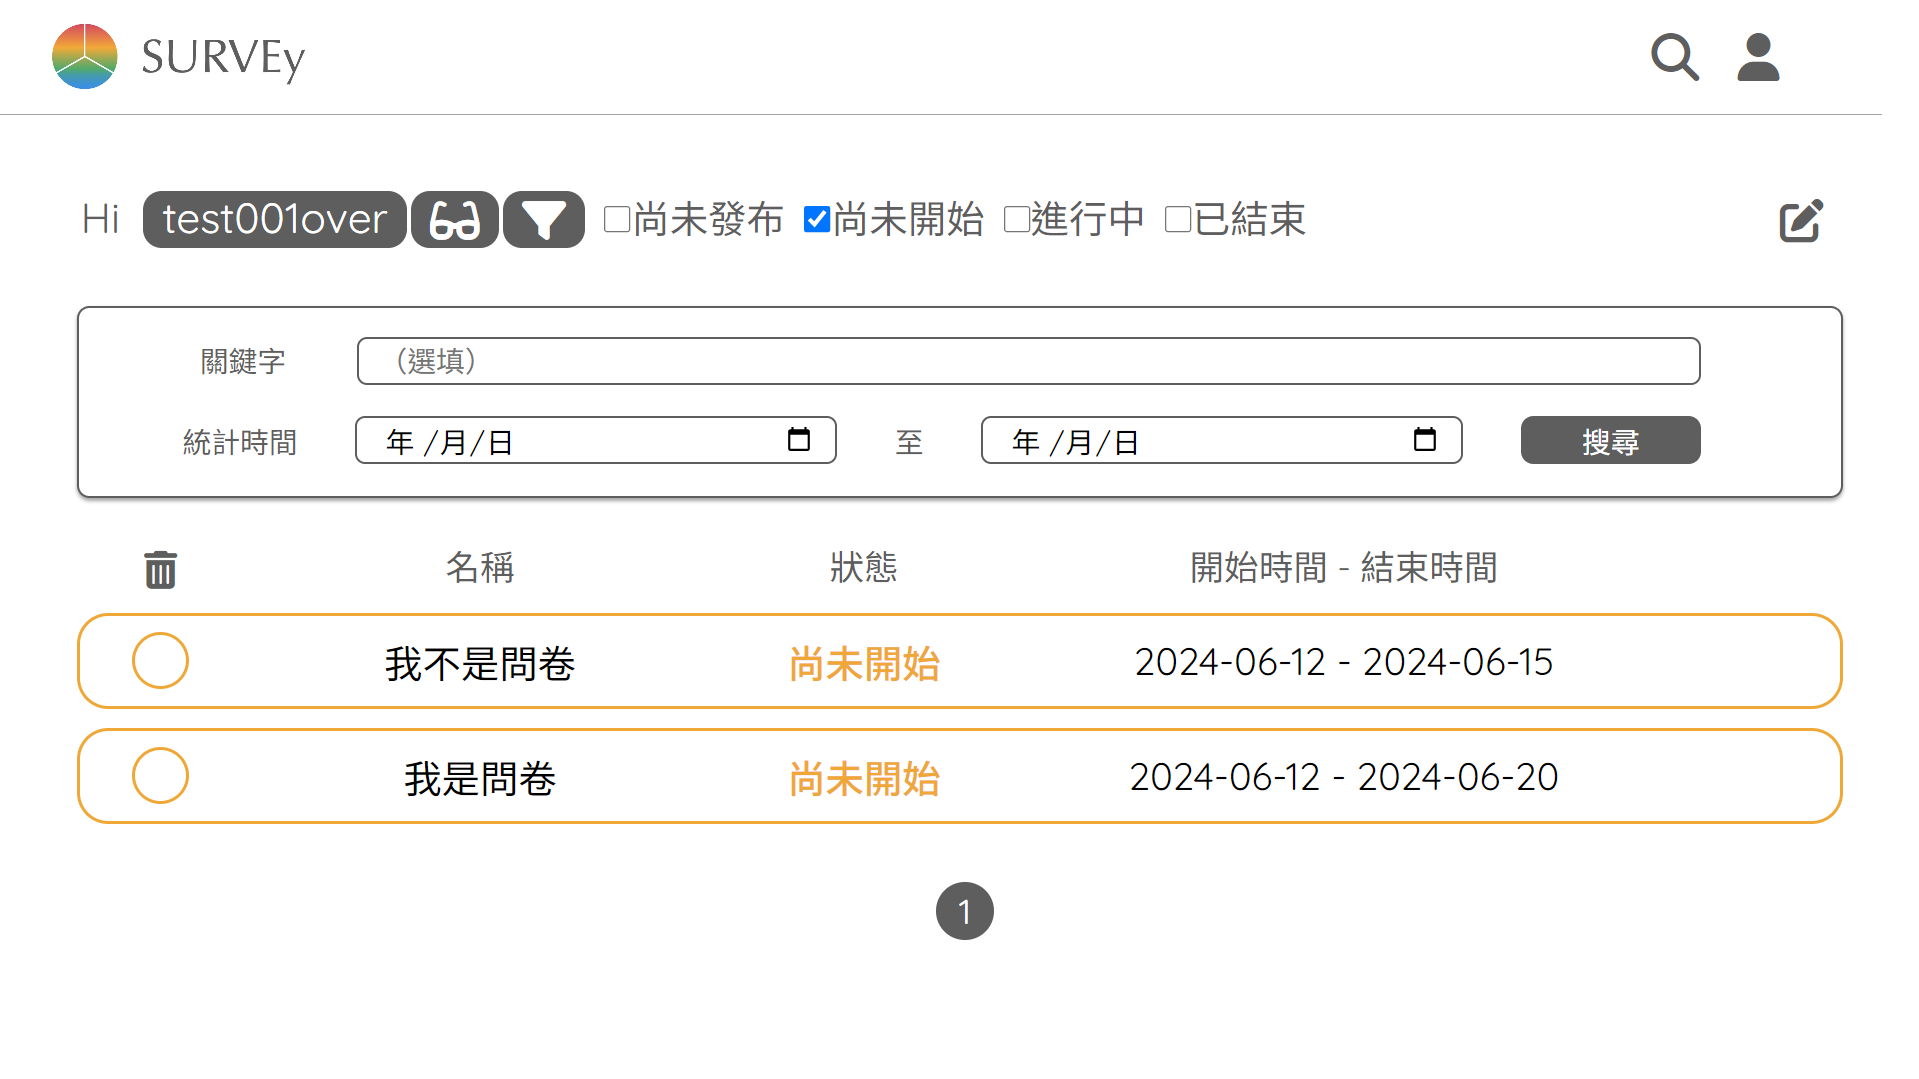 SURVEy
Hi test001over 尚未發布 尚未開始 進行中 已結束
關鍵字 （選填）
統計時間 年 /月/日 至 年 /月/日 搜尋
名稱 狀態 開始時間 - 結束時間
我不是問卷 尚未開始 2024-06-12 - 2024-06-15
我是問卷 尚未開始 2024-06-12 - 2024-06-20
1